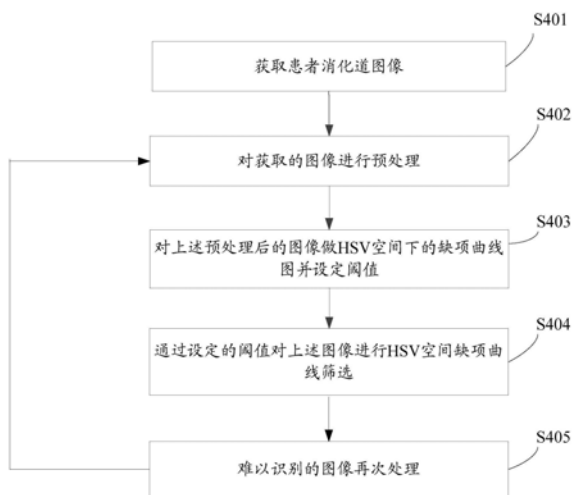 S401
获取患者消化道图像
S402
对获取的图像进行预处理
S403
对上述预处理后的图像做HSV空间下的缺项曲线
图并设定阈值
S404
通过设定的阈值对上述图像进行HSV空间缺项曲
线筛选
S405
难以识别的图像再次处理